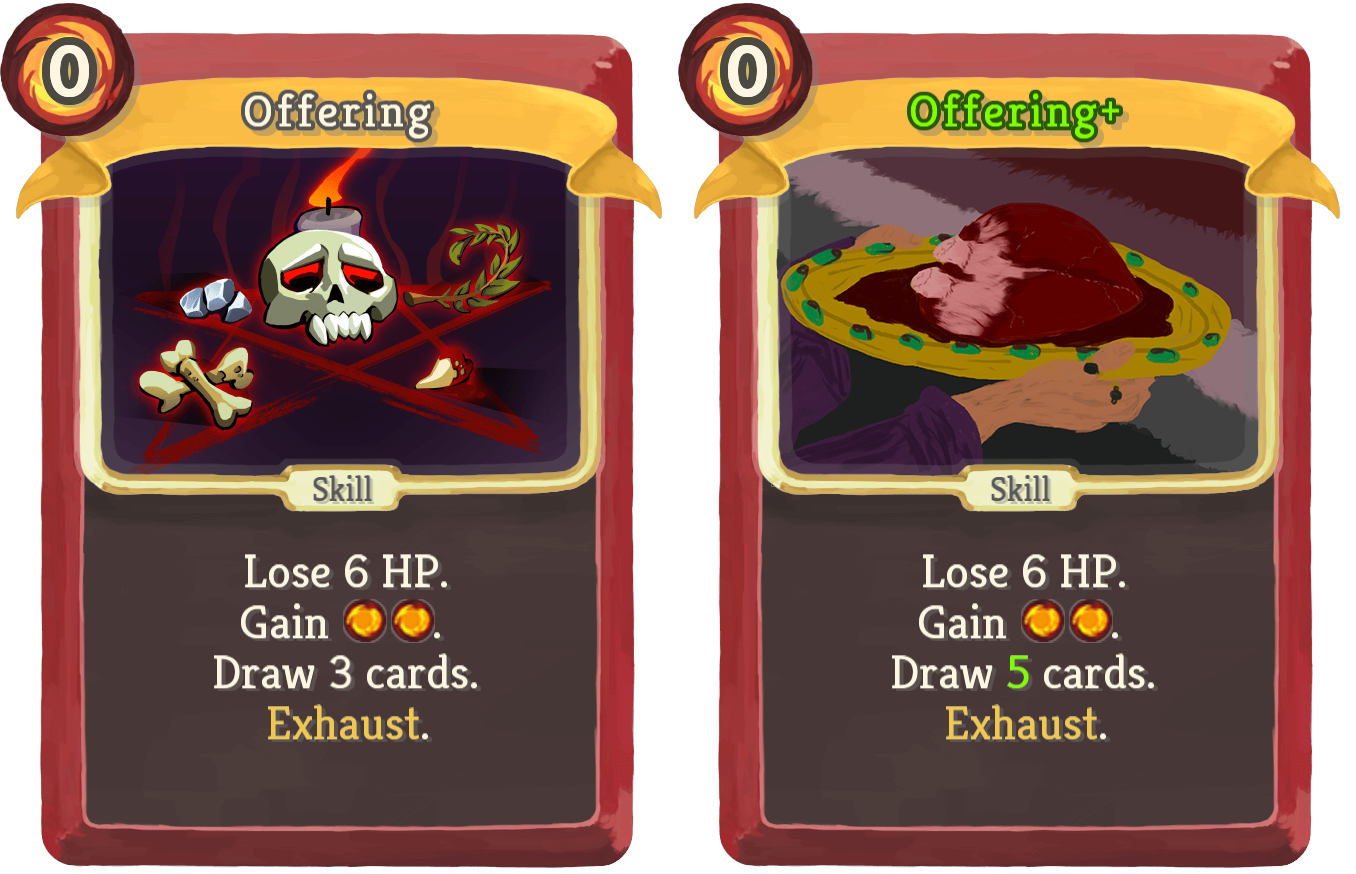 0
Offering
Skill
Lose 6 HP.
Gain .
Draw 3 cards.
Exhaust.
0
Offering+
Skill
Lose 6 HP.
Gain .
Draw 5 cards.
Exhaust.